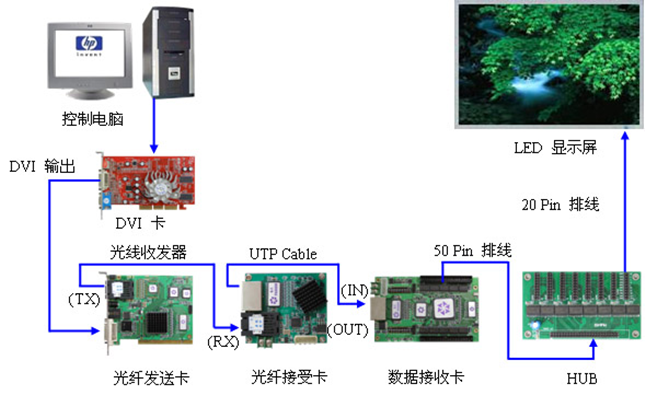 hp
invent
控制电脑
LED 显示屏
DVI 输出
DVI 卡
20 Pin 排线
光线收发器
UTP Cable
50 Pin 排线
(TX)
(IN)
(RX)
(OUT)
光纤发送卡
光纤接受卡
数据接收卡
HUB